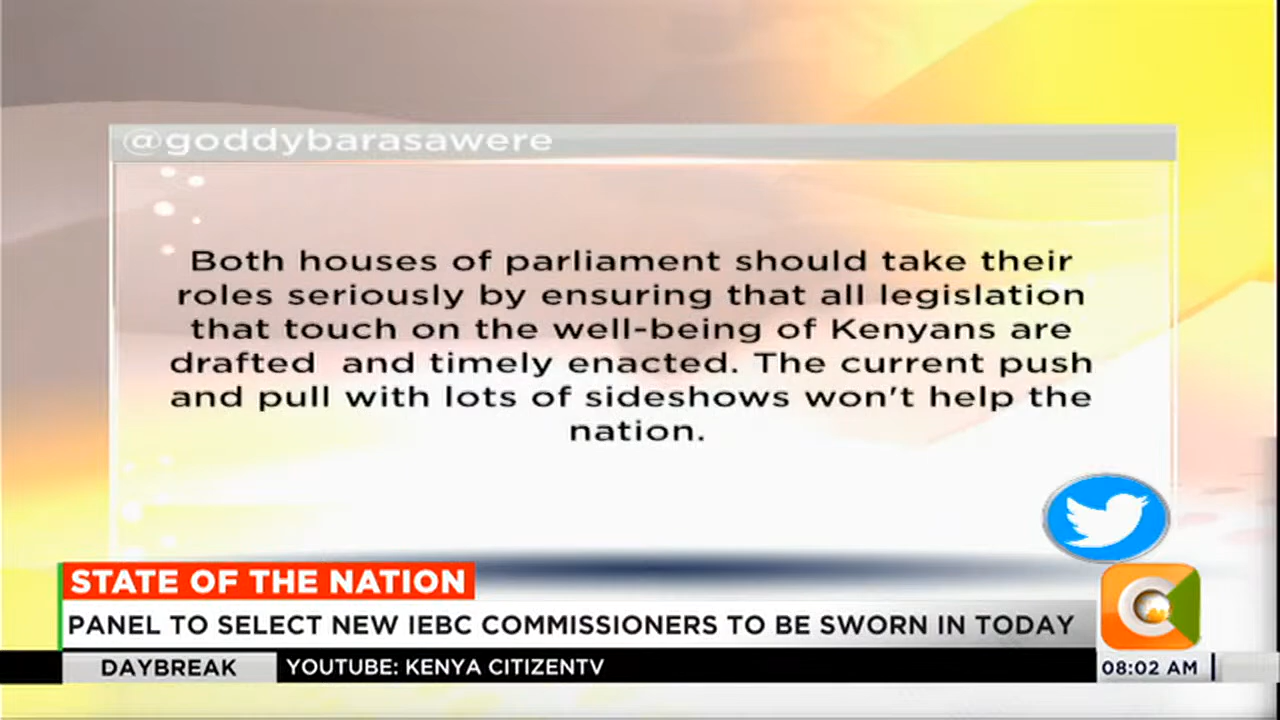 @goddybarasawere
Both houses of parliament should take their
roles seriously by ensuring that all legislation
that touch on the well-being of Kenyans are
drafted  and timely enacted. The current push
and pull with lots of sideshows won't help the
nation.
STATE OF THE NATION
PANEL TO SELECT NEW IEBC COMMISSIONERS TO BE SWORN IN TODAY
DAYBREAK
YOUTUBE: KENYA CITIZENTV
08:02 AM